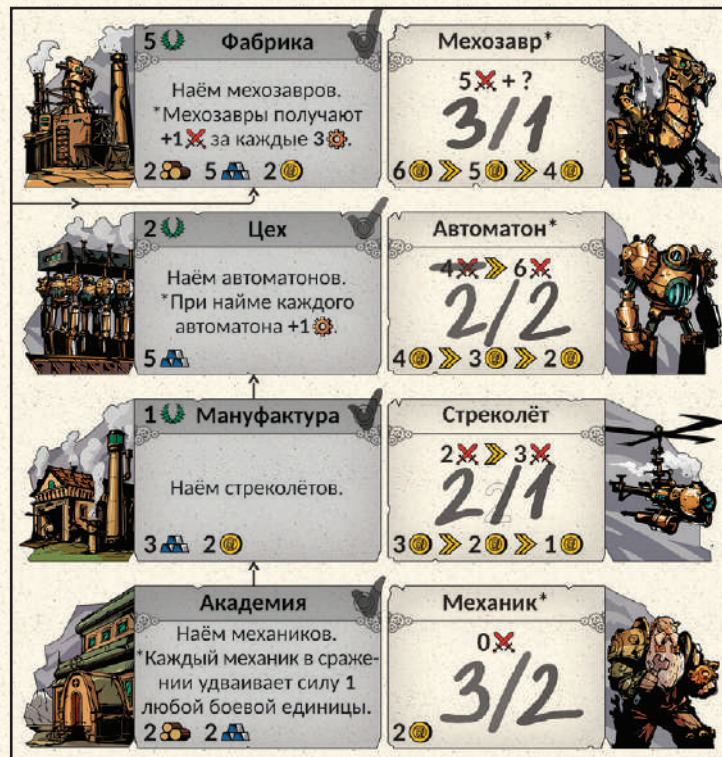 5 Фабрика
Наём мехозавров.
*Мехозавры получают
+1 за каждые 3.
2 5 2
Мехозавр*
5 + ?
3/1
6 5 4
2 Цех
Наём автоматонов.
*При найме каждого
автоматона +1.
5
Автоматон*
4 6
2/2
4 3 2
1 Мануфактура
Наём стреколётов.
3 2
Стреколёт
2 3
2/1
3 2 1
Академия
Наём механиков.
*Каждый механик в сраже-
нии удваивает силу 1
любой боевой единицы.
2 2
Механик*
0
3/2
2